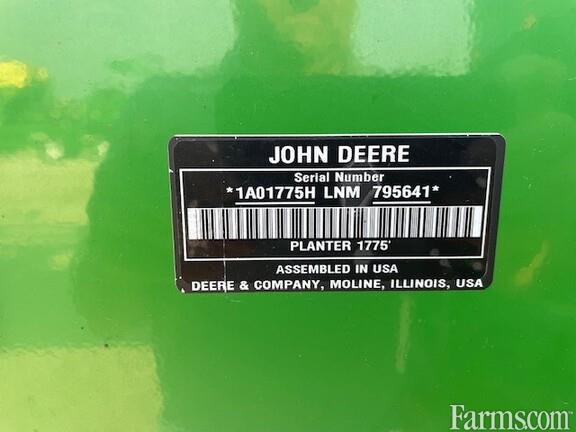 JOHN DEERE
Serial Number
*1A01775H LNM 795641*
PLANTER 1775'
ASSEMBLED IN USA
DEERE & COMPANY, MOLINE, ILLINOIS, USA
Farms.com